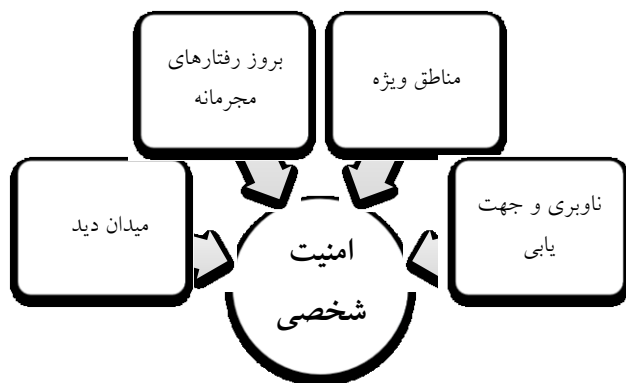 مناطق ویژه
بروز رفتارهای
مجرمانه
ناوبری و جهت
یابی
میدان دید
امنیت
شخصی